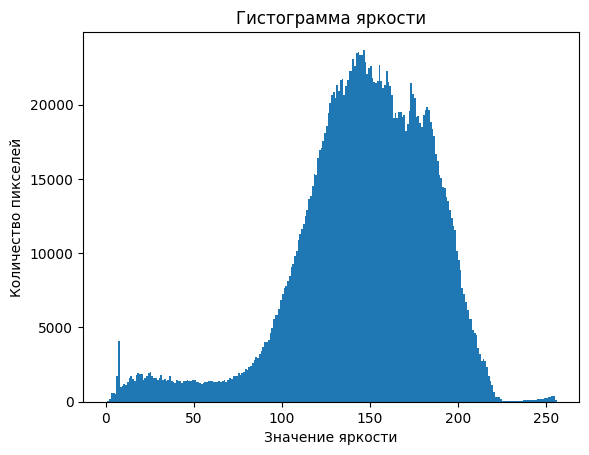 Гистограмма яркости
Количество пикселей
20000
15000
10000
5000
0
0 50 100 150 200 250
Значение яркости